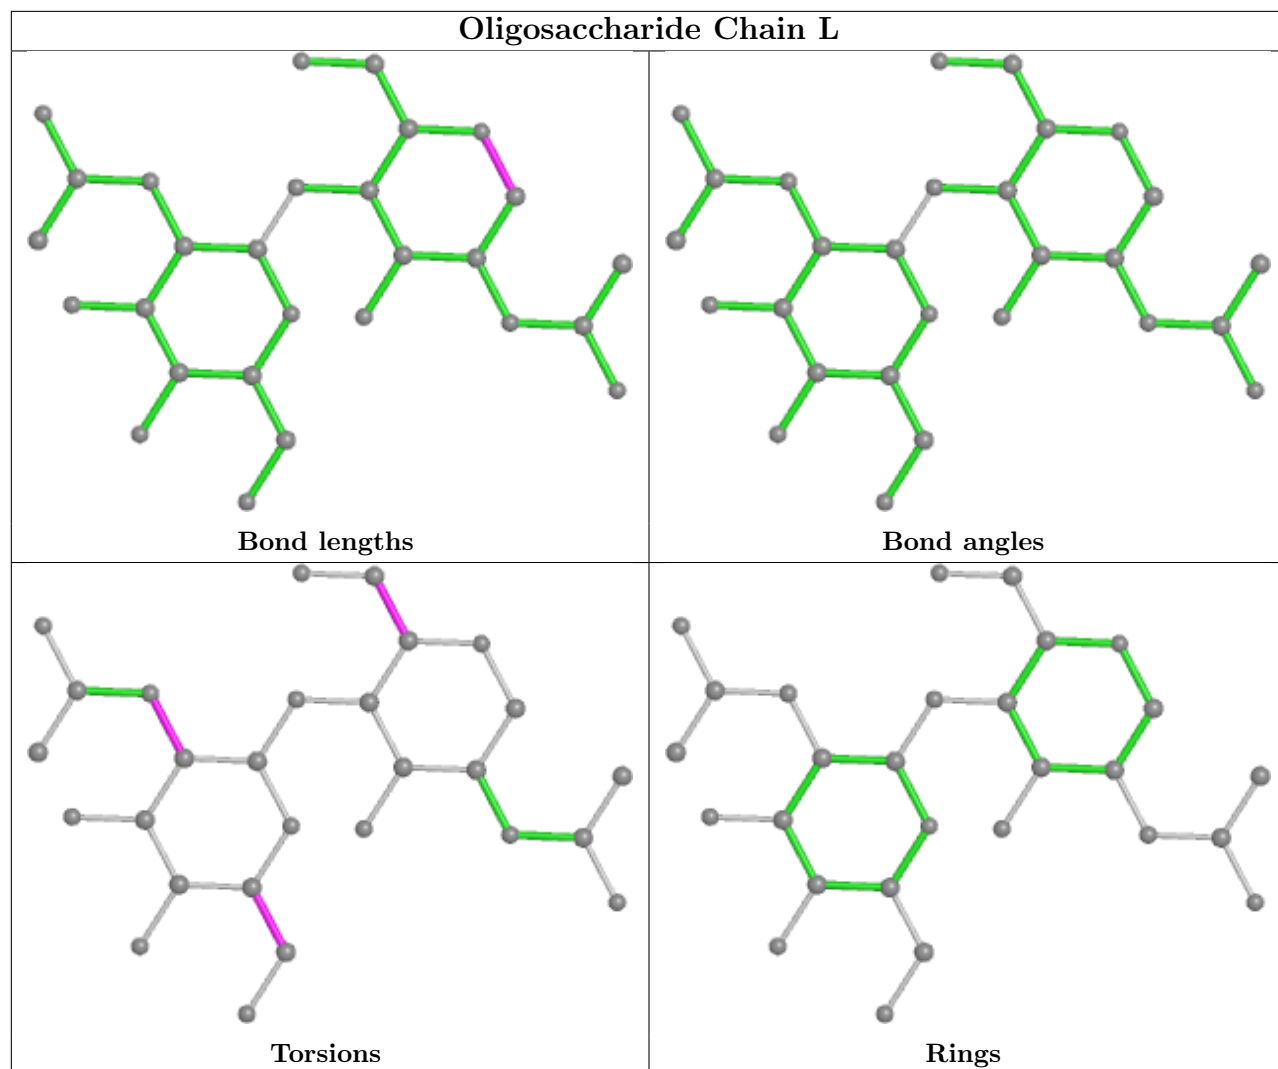 Oligosaccharide Chain L
Bond lengths
Bond angles
Torsions
Rings